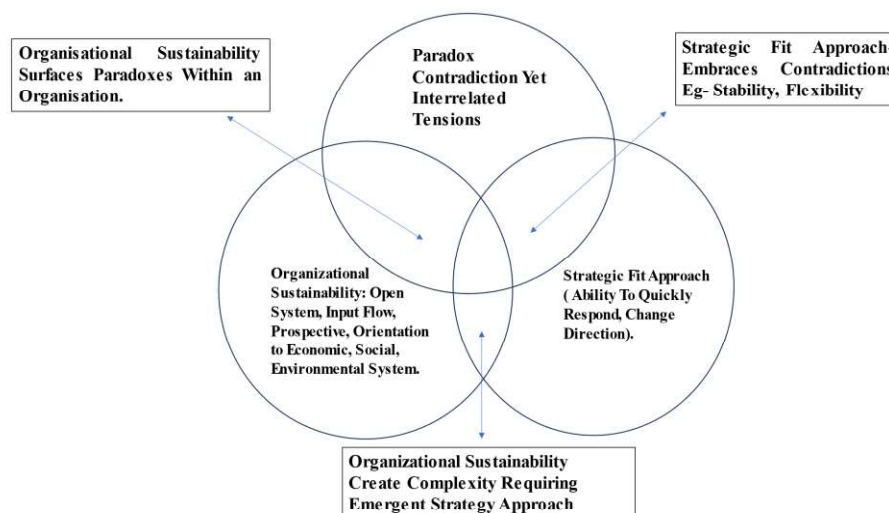 Organisational Sustainability
Surfaces Paradoxes Within an
Organisation.
Paradox
Contradiction Yet
Interrelated
Tensions
Strategic Fit Approach-
Embraces Contradictions
Eg- Stability, Flexibility
Organizational
Sustainability: Open
System, Input Flow,
Prospective, Orientation
to Economic, Social,
Environmental System.
Strategic Fit Approach
( Ability To Quickly
Respond, Change
Direction).
Organizational Sustainability
Create Complexity Requiring
Emergent Strategy Approach